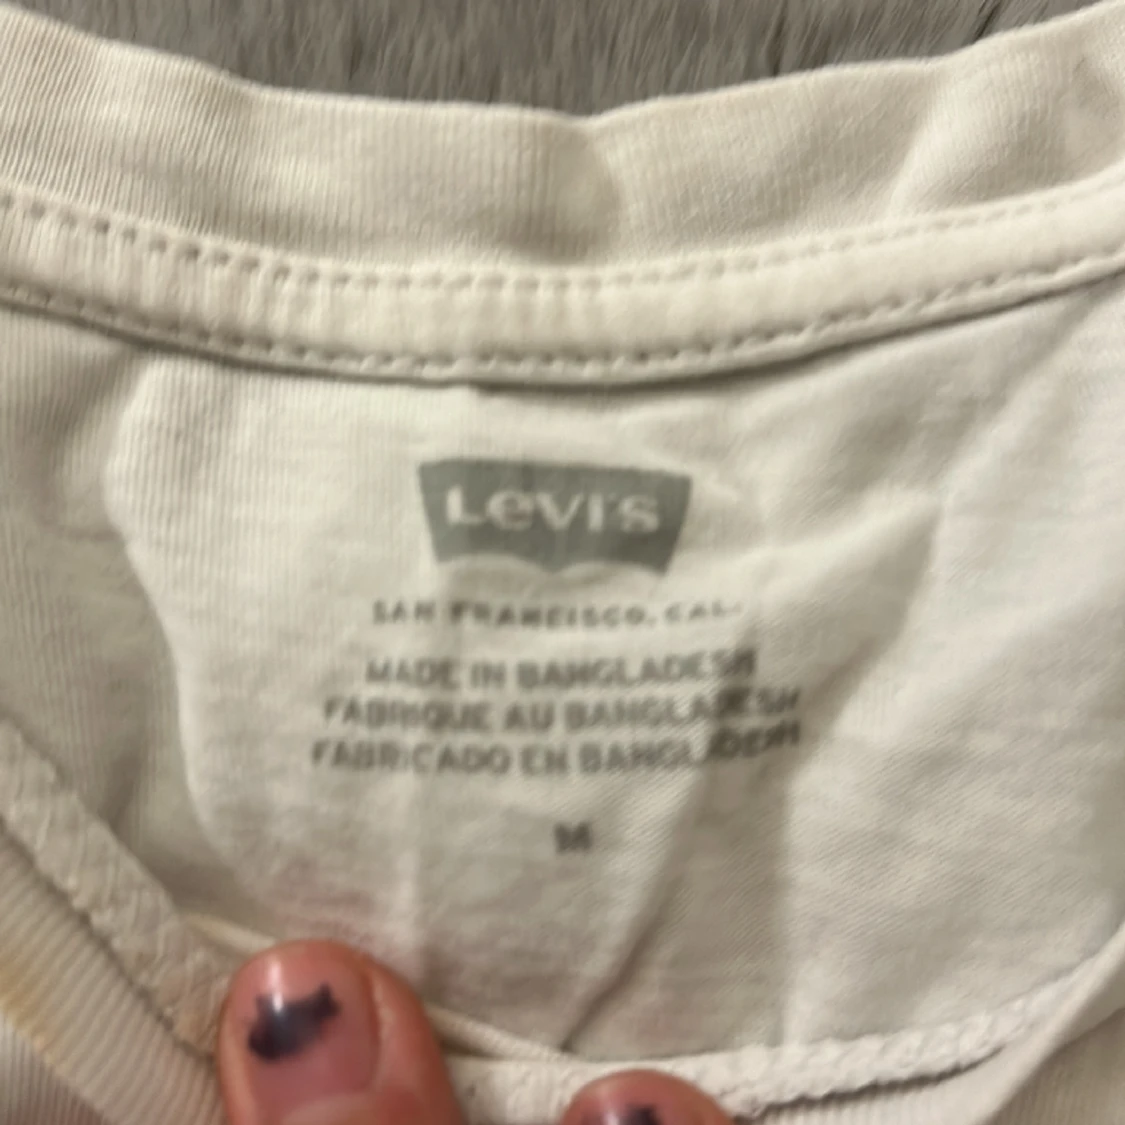 Levi's
SAN FRANCISCO, CAL.
MADE IN BANGLADESH
FABRIQUE AU BANGLADESH
FABRICADO EN BANGLADESH
M